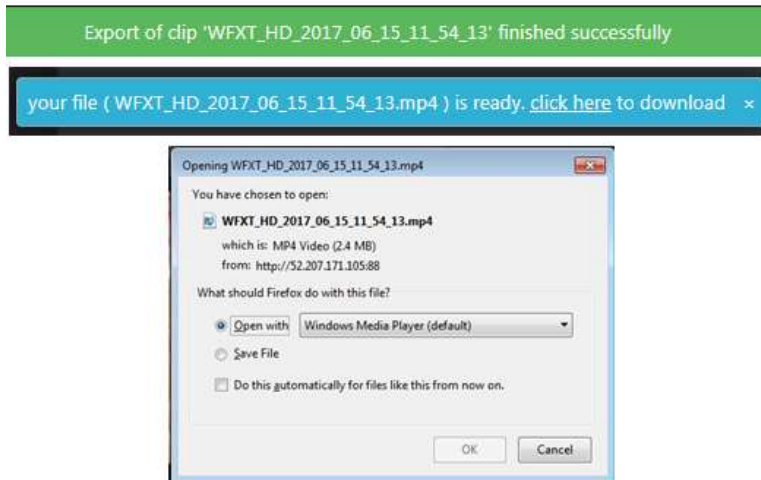 Export of clip 'WFXT_HD_2017_06_15_11_54_13' finished successfully
your file ( WFXT_HD_2017_06_15_11_54_13.mp4 ) is ready. click here to download ×
Opening WFXT_HD_2017_06_15_11_54_13.mp4
You have chosen to open:
WFXT_HD_2017_06_15_11_54_13.mp4
which is: MP4 Video (2.4 MB)
from: http://52.207.171.105:88
What should Firefox do with this file?
Open with Windows Media Player (default)
Save File
Do this automatically for files like this from now on.
OK Cancel